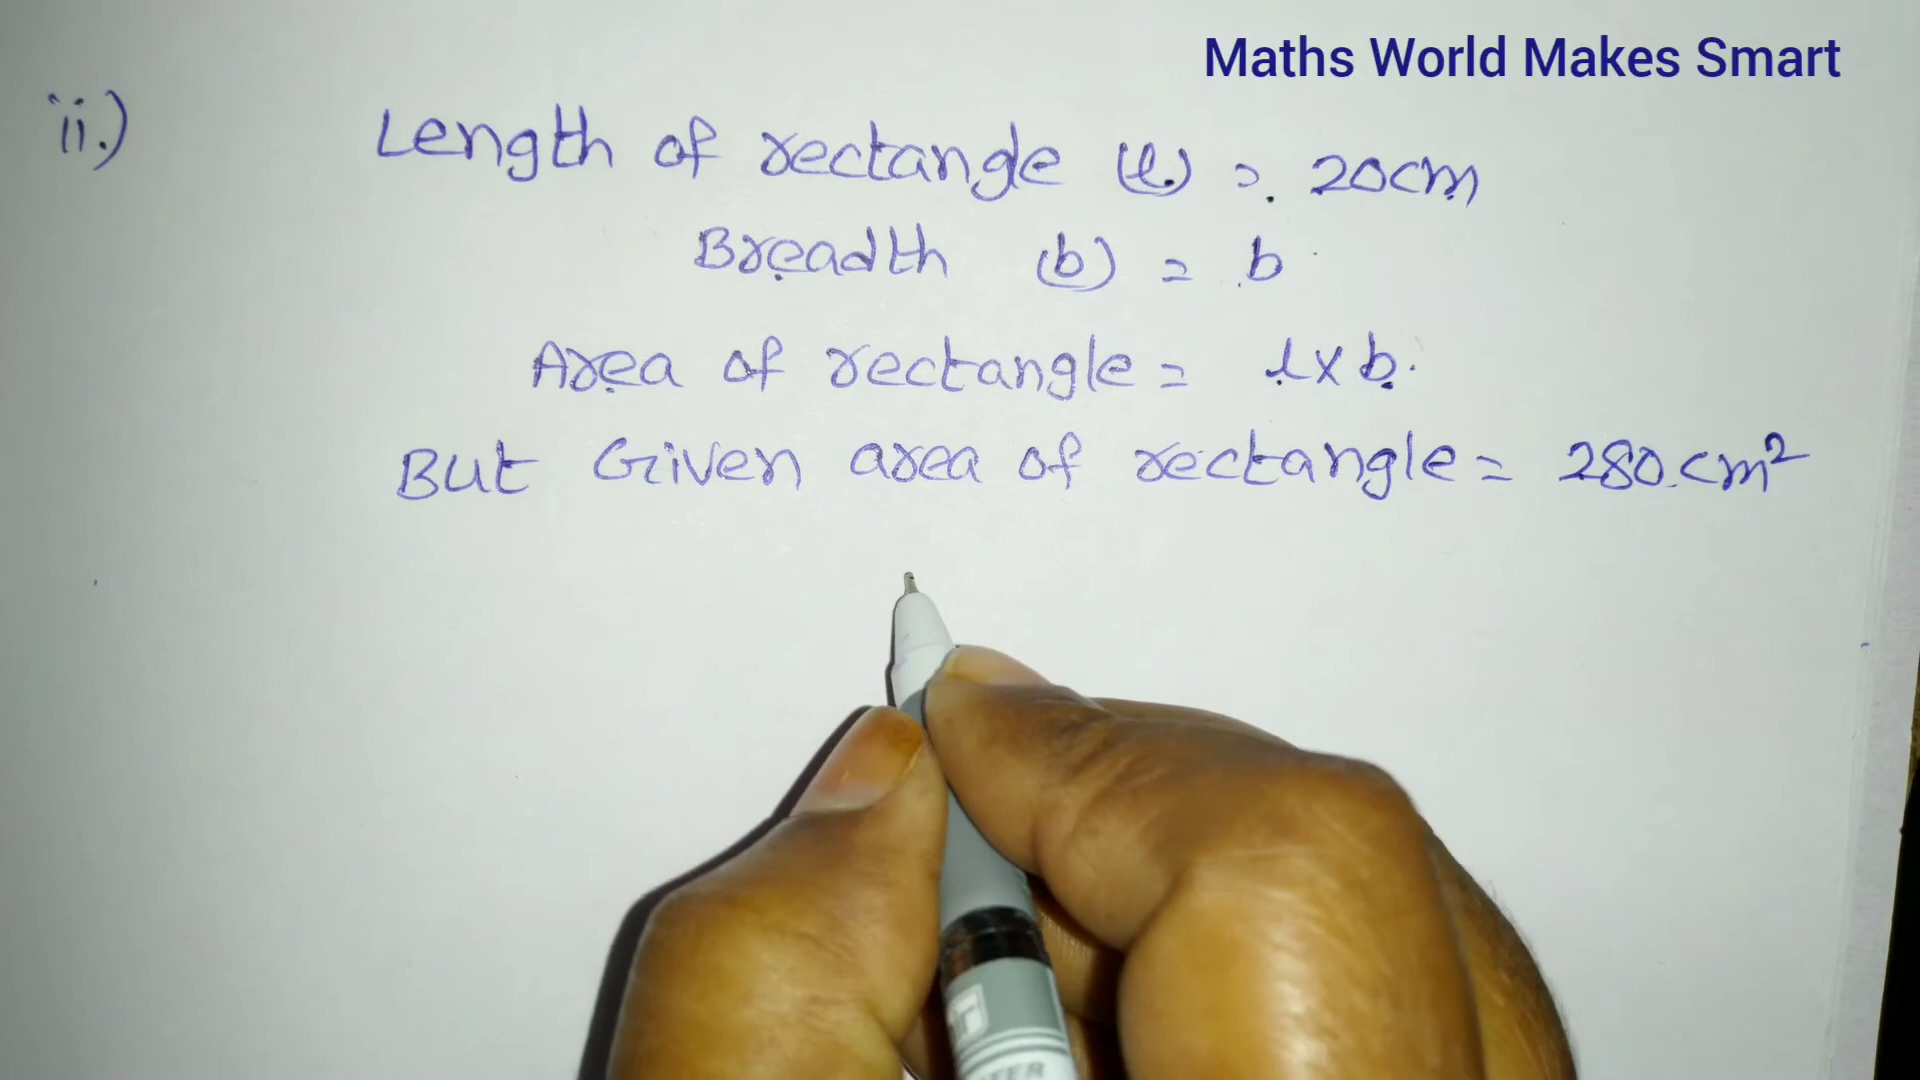 Maths World Makes Smart
ii.) Length of rectangle (l) = 20cm
Breadth (b) = b
Area of rectangle = l x b.
But Given area of rectangle = 280 cm²